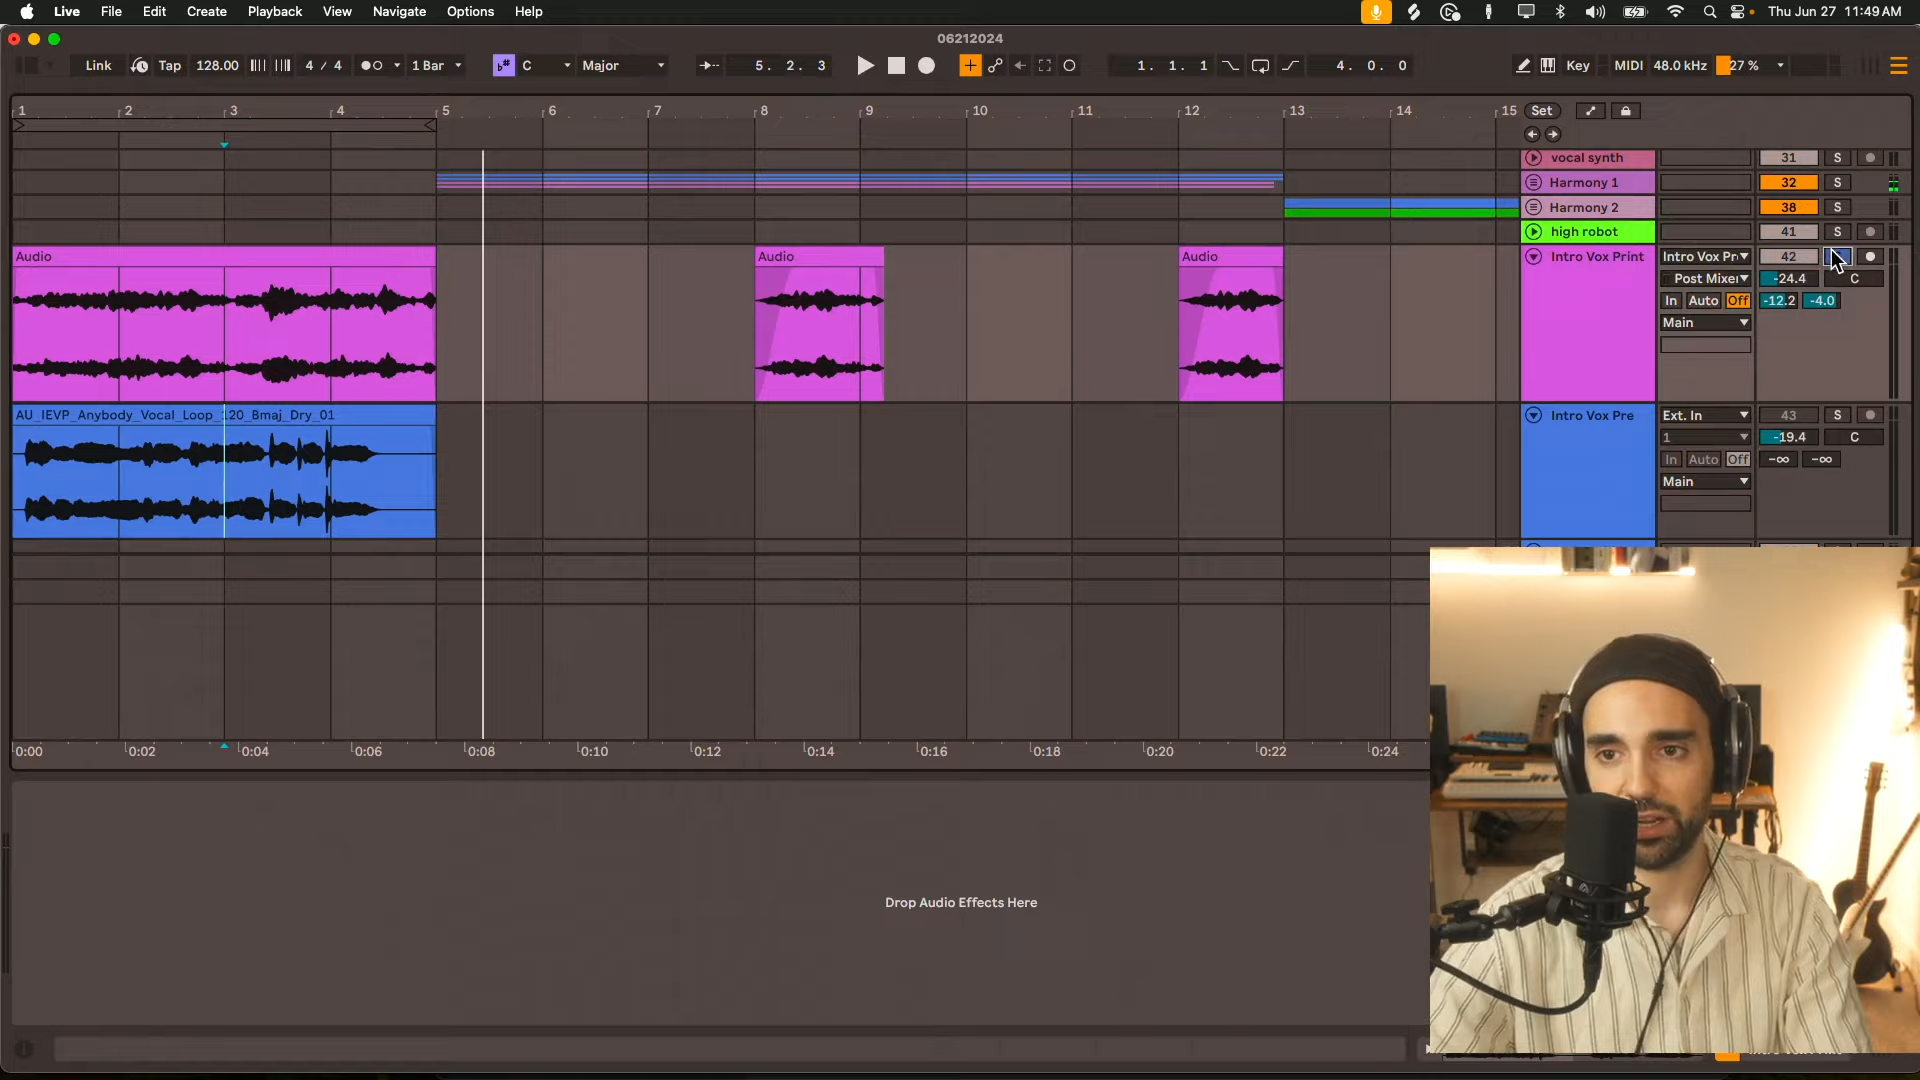 Live File Edit Create Playback View Navigate Options Help Thu Jun 27 11:49 AM
06212024
Link Tap 128.00 4 / 4 1 Bar C Major 5. 2. 3 1. 1. 1 4. 0. 0 Key MIDI 48.0 kHz 27 %
1 2 3 4 5 6 7 8 9 10 11 12 13 14 15 Set
vocal synth 31 S
Harmony 1 32 S
Harmony 2 38 S
high robot 41 S
Audio Audio Audio Intro Vox Print Intro Vox Pr 42
Post Mixer -24.4 C
In Auto Off -12.2 -4.0
Main
AU_IEVP_Anybody_Vocal_Loop_120_Bmaj_Dry_01 Intro Vox Pre Ext. In 43 S
1 -19.4 C
In Auto Off -∞ -∞
Main
0:00 0:02 0:04 0:06 0:08 0:10 0:12 0:14 0:16 0:18 0:20 0:22 0:24
Drop Audio Effects Here